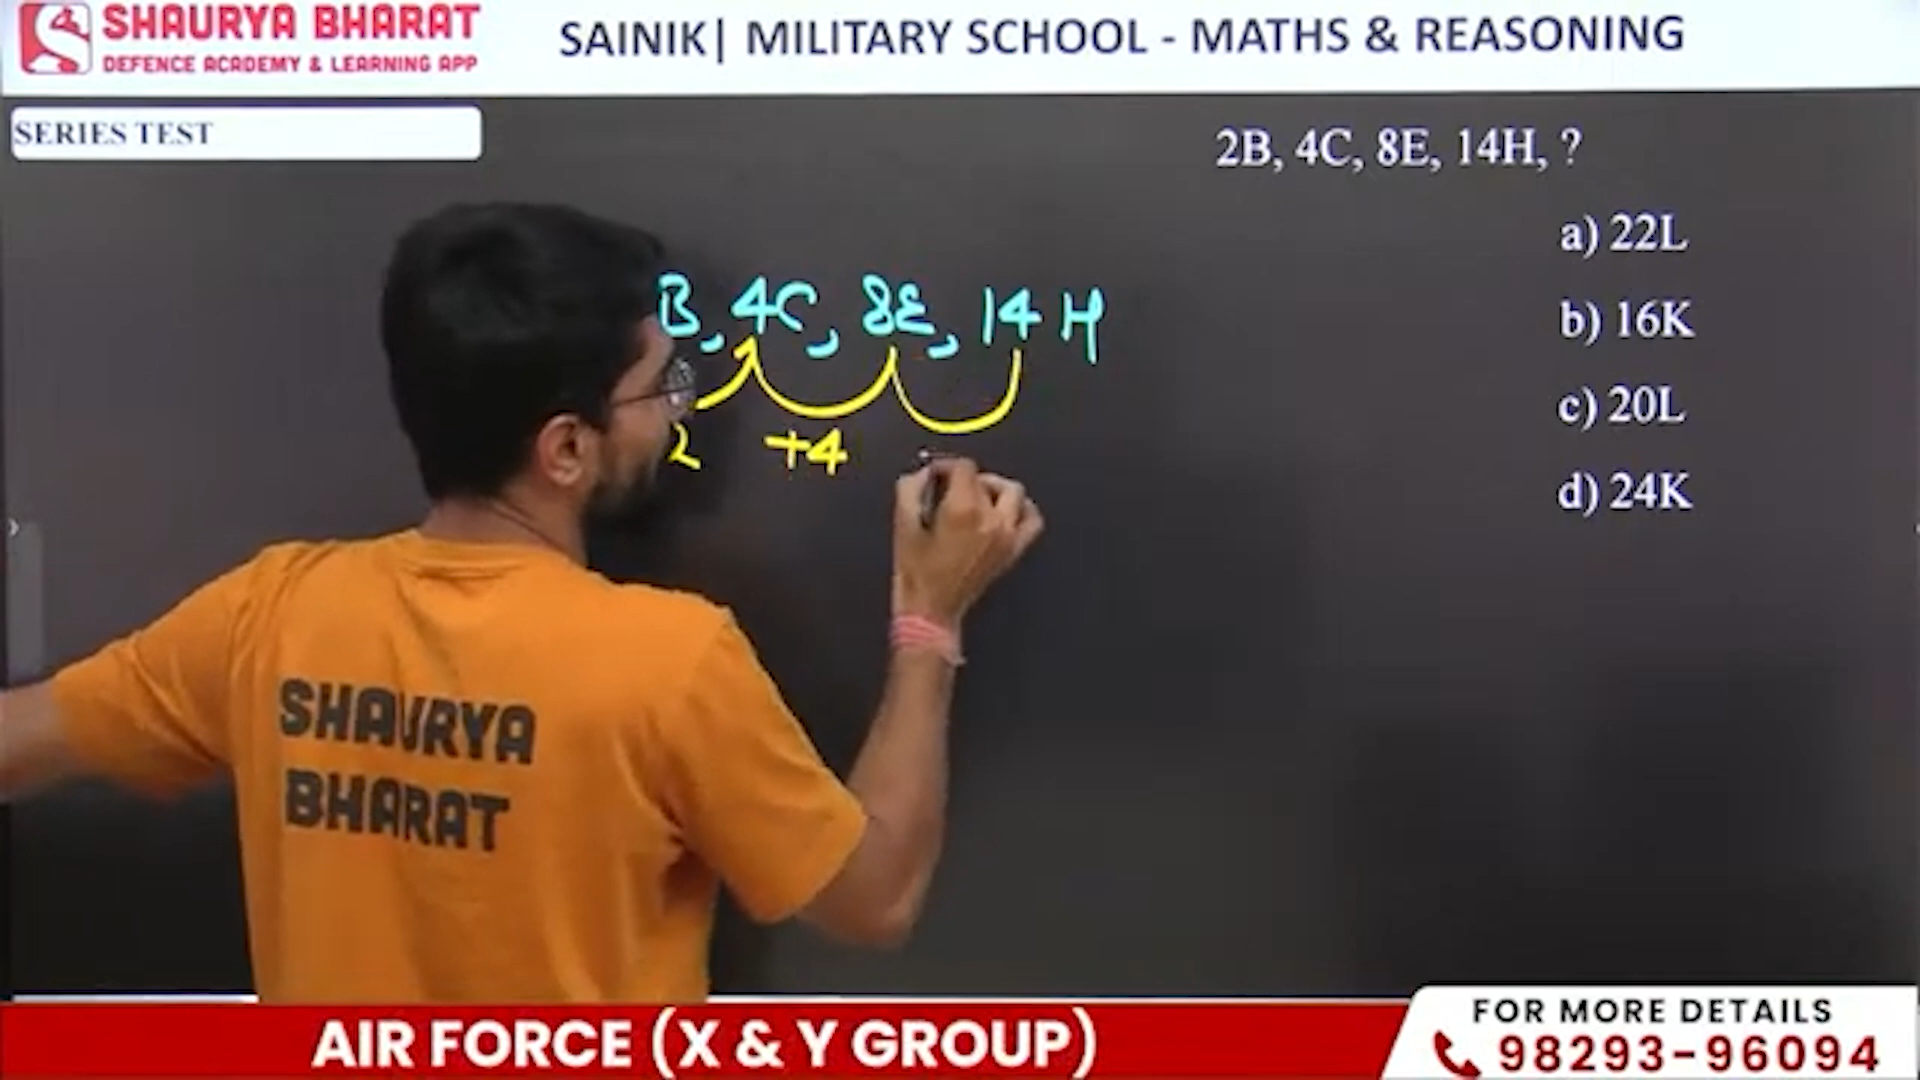 SHAURYA BHARAT
DEFENCE ACADEMY & LEARNING APP
SAINIK| MILITARY SCHOOL - MATHS & REASONING
SERIES TEST
2B, 4C, 8E, 14H, ?
a) 22L
b) 16K
c) 20L
d) 24K
B, 4C, 8E, 14 H
2 +4
SHAURYA
BHARAT
AIR FORCE (X & Y GROUP)
FOR MORE DETAILS
98293-96094